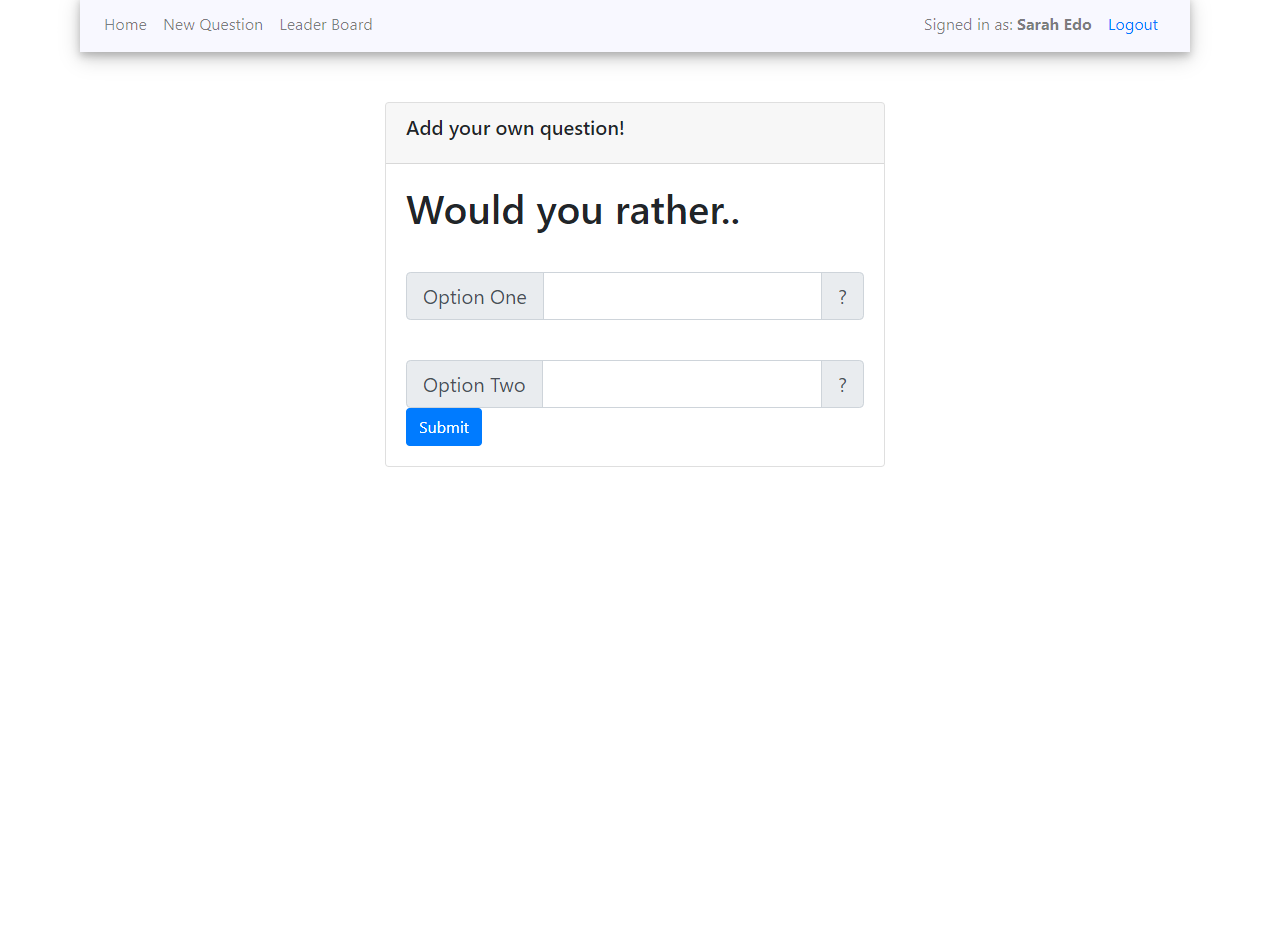 Home New Question Leader Board Signed in as: Sarah Edo Logout
Add your own question!
Would you rather..
Option One ?
Option Two ?
Submit